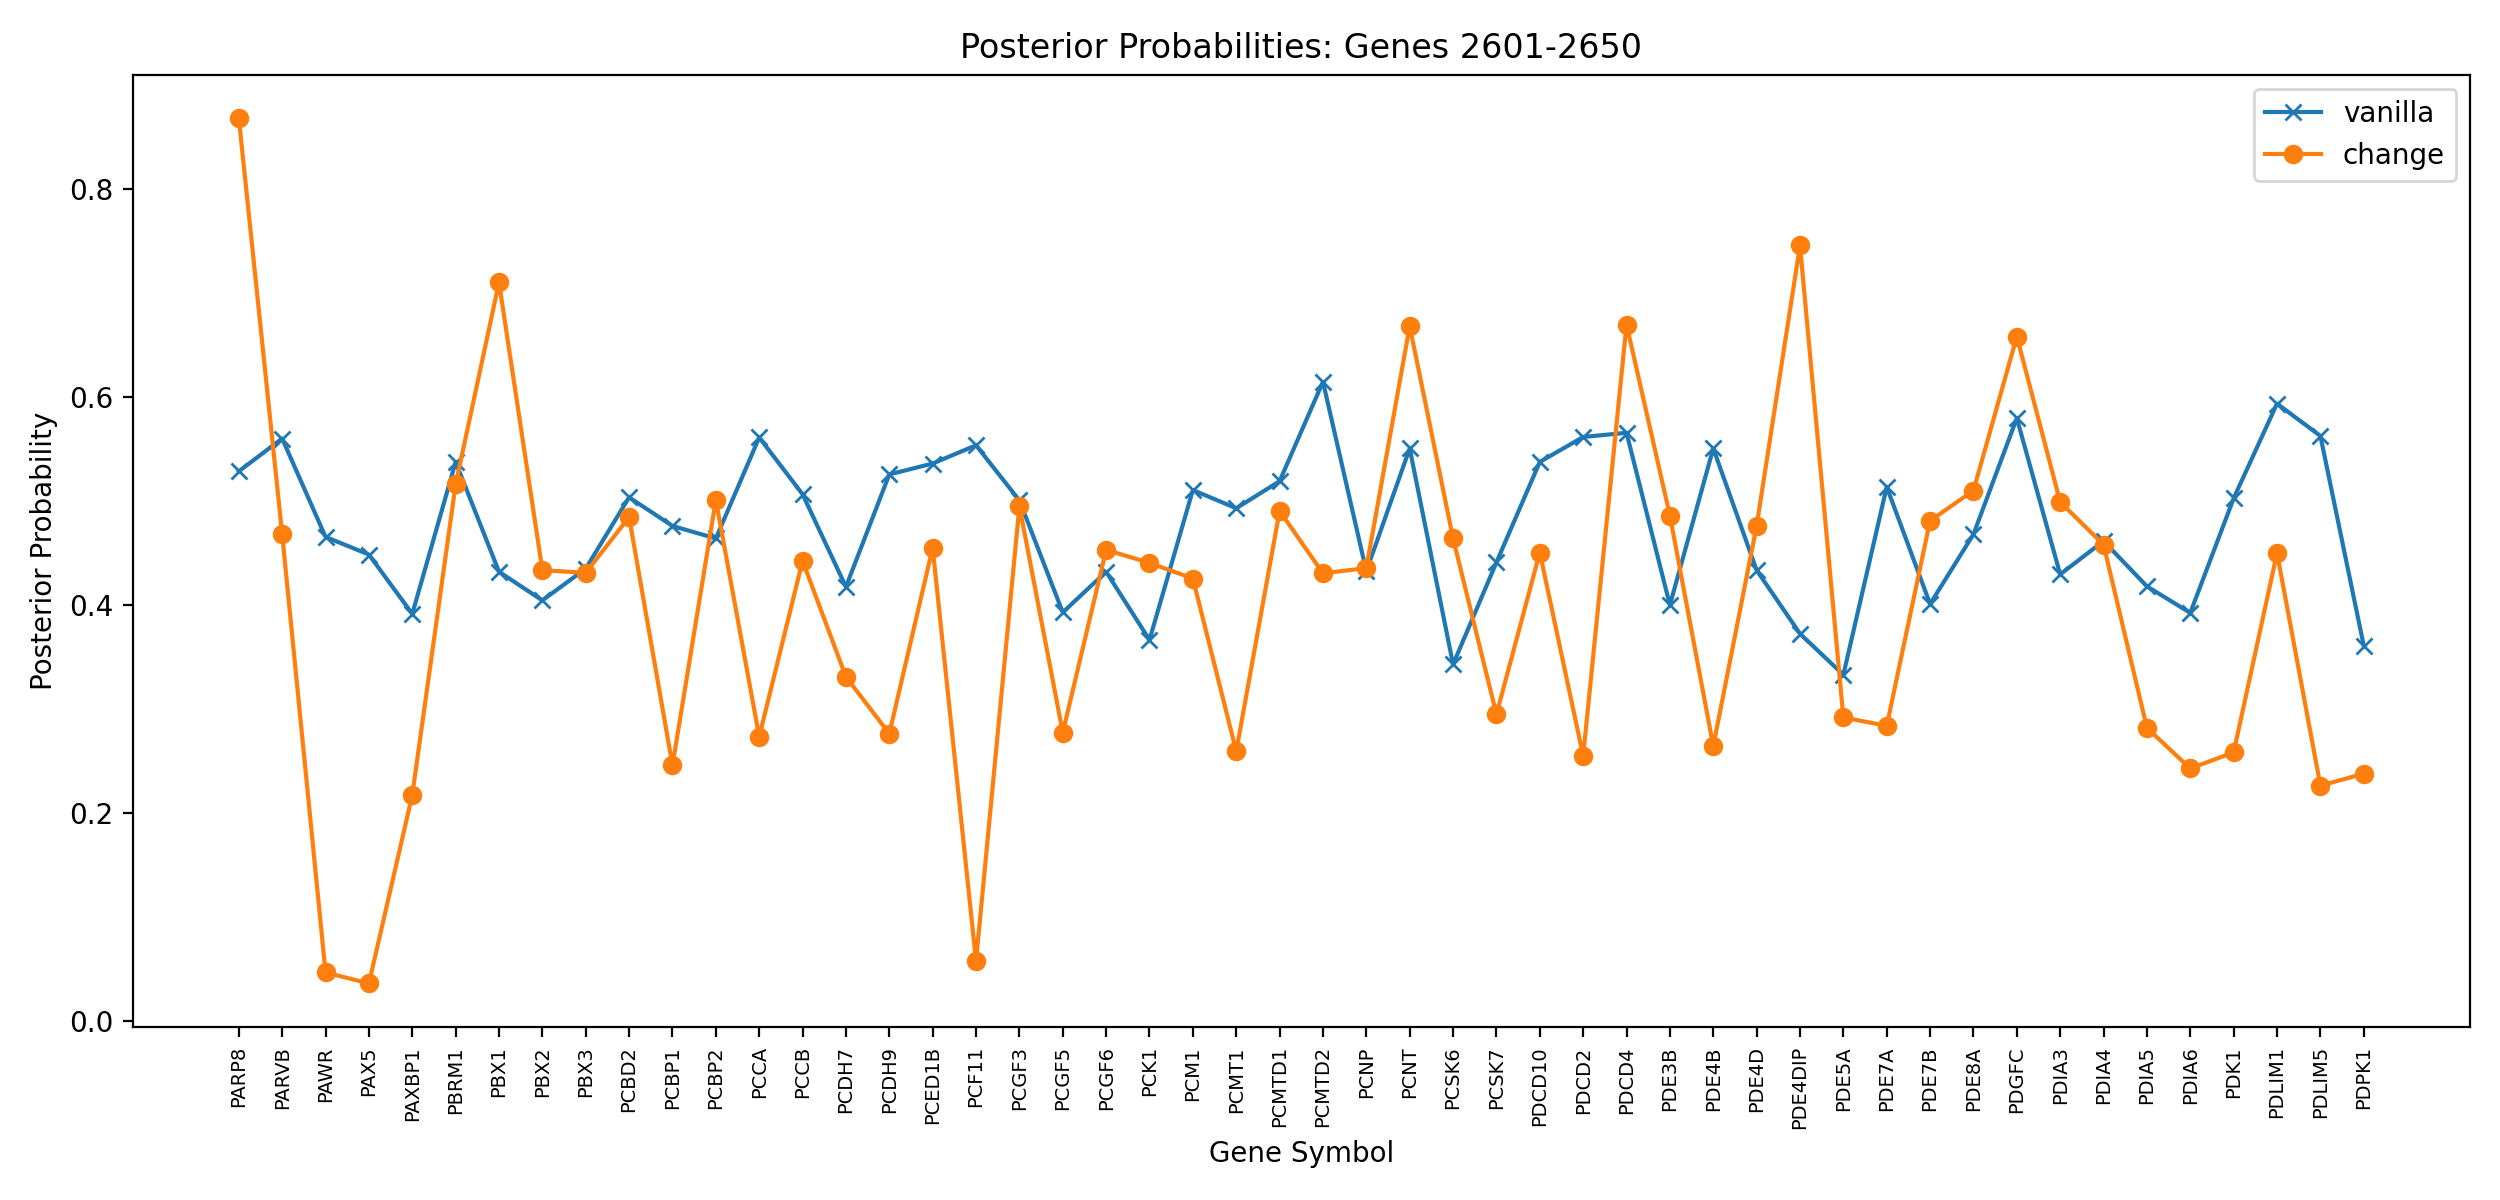 Posterior Probabilities: Genes 2601-2650
vanilla
change
Posterior Probability
0.8
0.6
0.4
0.2
0.0
PARP8
PARVB
PAWR
PAX5
PAXBP1
PBRM1
PBX1
PBX2
PBX3
PCBD2
PCBP1
PCBP2
PCCA
PCCB
PCDH7
PCDH9
PCED1B
PCF11
PCGF3
PCGF5
PCGF6
PCK1
PCM1
PCMT1
PCMTD1
PCMTD2
PCNP
PCNT
PCSK6
PCSK7
PDCD10
PDCD2
PDCD4
PDE3B
PDE4B
PDE4D
PDE4DIP
PDE5A
PDE7A
PDE7B
PDE8A
PDGFC
PDIA3
PDIA4
PDIA5
PDIA6
PDK1
PDLIM1
PDLIM5
PDPK1
Gene Symbol